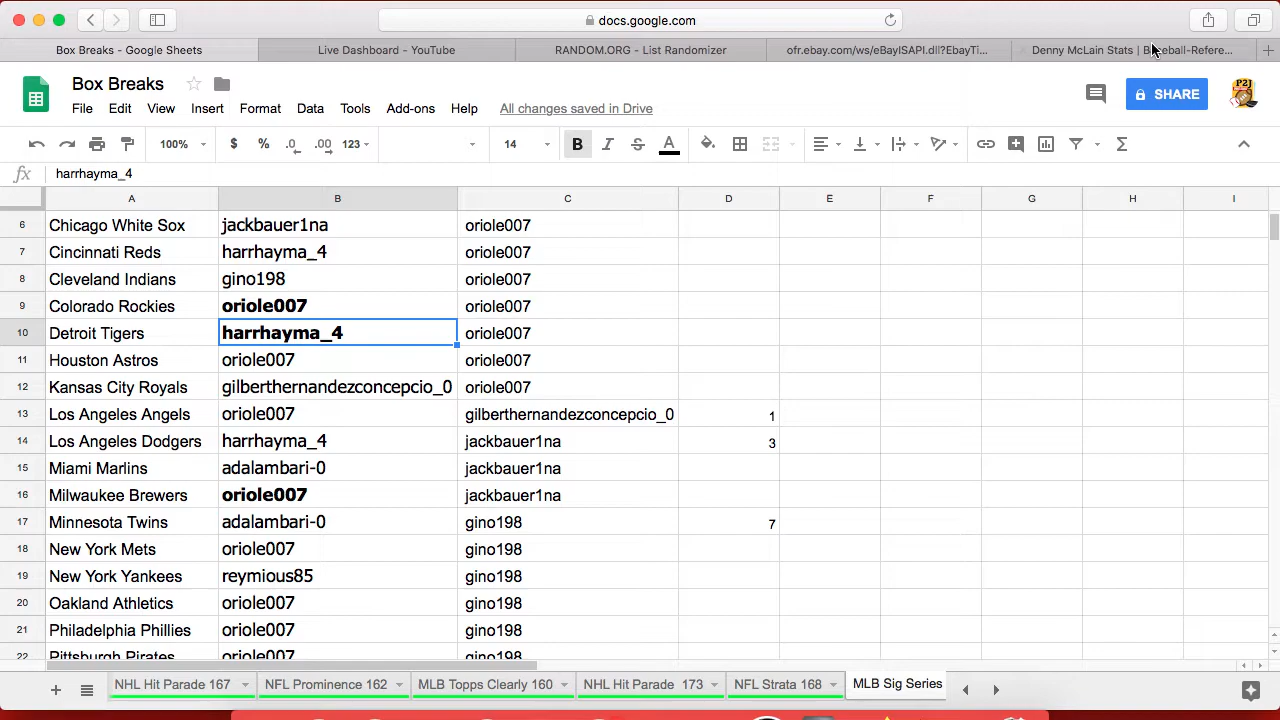 docs.google.com
Box Breaks - Google Sheets
Live Dashboard - YouTube
RANDOM.ORG - List Randomizer
ofr.ebay.com/ws/eBayISAPI.dll?EbayTi...
Denny McLain Stats | Baseball-Refere...
Box Breaks
File Edit View Insert Format Data Tools Add-ons Help All changes saved in Drive
SHARE
P2J
100% $ % .0 .00 123 14 B I S A
fx harrhayma_4
A B C D E F G H I
6 Chicago White Sox jackbauer1na oriole007
7 Cincinnati Reds harrhayma_4 oriole007
8 Cleveland Indians gino198 oriole007
9 Colorado Rockies oriole007 oriole007
10 Detroit Tigers harrhayma_4 oriole007
11 Houston Astros oriole007 oriole007
12 Kansas City Royals gilberthernandezconcepcio_0 oriole007
13 Los Angeles Angels oriole007 gilberthernandezconcepcio_0 1
14 Los Angeles Dodgers harrhayma_4 jackbauer1na 3
15 Miami Marlins adalambari-0 jackbauer1na
16 Milwaukee Brewers oriole007 jackbauer1na
17 Minnesota Twins adalambari-0 gino198 7
18 New York Mets oriole007 gino198
19 New York Yankees reymious85 gino198
20 Oakland Athletics oriole007 gino198
21 Philadelphia Phillies oriole007 gino198
22 Pittsburgh Pirates oriole007 gino198
NHL Hit Parade 167 NFL Prominence 162 MLB Topps Clearly 160 NHL Hit Parade 173 NFL Strata 168 MLB Sig Series